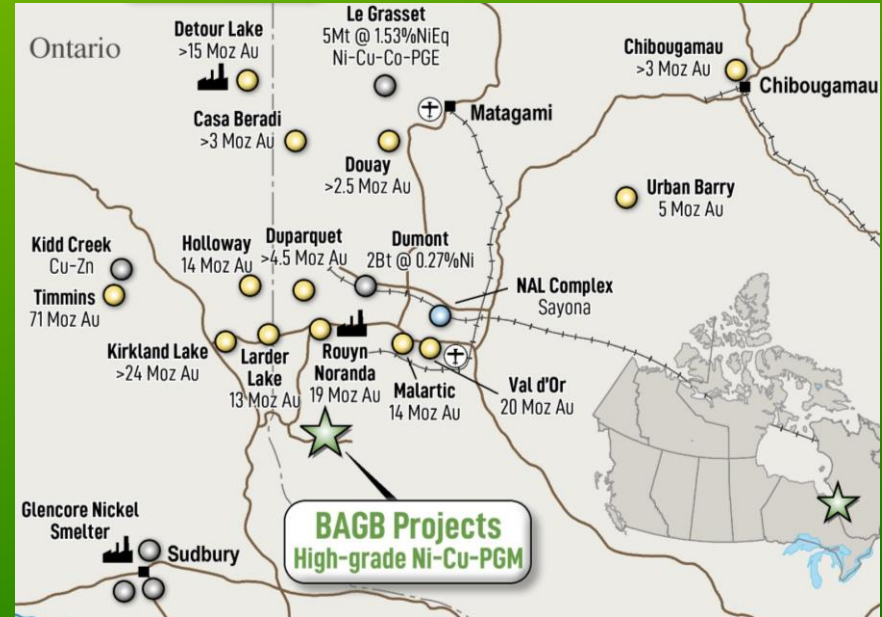 Ontario
Detour Lake
>15 Moz Au
Le Grasset
5Mt @ 1.53%NiEq
Ni-Cu-Co-PGE
Chibougamau
>3 Moz Au
Chibougamau
Matagami
Casa Beradi
>3 Moz Au
Douay
>2.5 Moz Au
Urban Barry
5 Moz Au
Kidd Creek
Cu-Zn
Timmins
71 Moz Au
Holloway
14 Moz Au
Duparquet
>4.5 Moz Au
Dumont
2Bt @ 0.27%Ni
NAL Complex
Sayona
Kirkland Lake
>24 Moz Au
Larder
Lake
13 Moz Au
Rouyn
Noranda
19 Moz Au
Malartic
14 Moz Au
Val d'Or
20 Moz Au
BAGB Projects
High-grade Ni-Cu-PGM
Glencore Nickel
Smelter
Sudbury